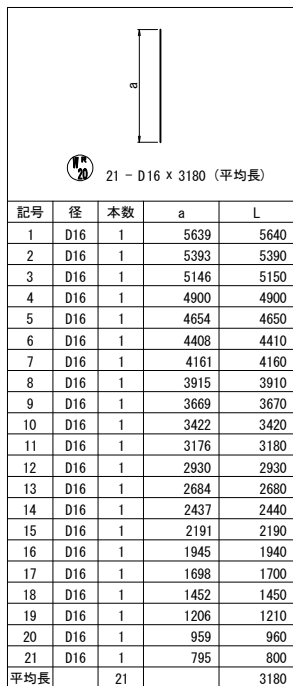 a
W R 20 21 - D16 x 3180 (平均長)
記号 径 本数 a L
1 D16 1 5639 5640
2 D16 1 5393 5390
3 D16 1 5146 5150
4 D16 1 4900 4900
5 D16 1 4654 4650
6 D16 1 4408 4410
7 D16 1 4161 4160
8 D16 1 3915 3910
9 D16 1 3669 3670
10 D16 1 3422 3420
11 D16 1 3176 3180
12 D16 1 2930 2930
13 D16 1 2684 2680
14 D16 1 2437 2440
15 D16 1 2191 2190
16 D16 1 1945 1940
17 D16 1 1698 1700
18 D16 1 1452 1450
19 D16 1 1206 1210
20 D16 1 959 960
21 D16 1 795 800
平均長 21 3180